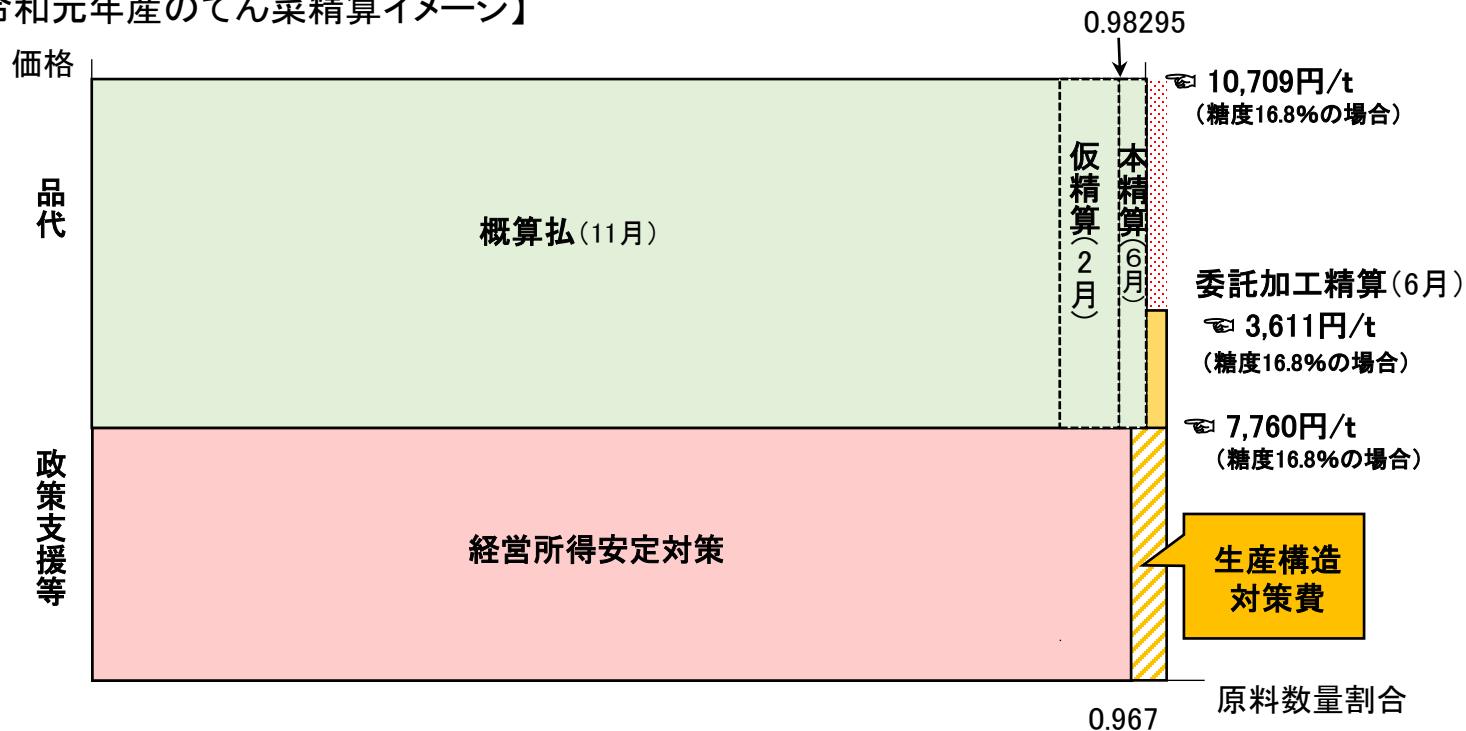 令和元年産のてん菜精算イメージ】
0.98295
価格
☜ 10,709円/t
（糖度16.8%の場合）
品代
概算払（11月）
仮精算（2月）
本精算（6月）
委託加工精算（6月）
☜ 3,611円/t
（糖度16.8%の場合）
☜ 7,760円/t
（糖度16.8%の場合）
政策支援等
経営所得安定対策
生産構造
対策費
原料数量割合
0.967